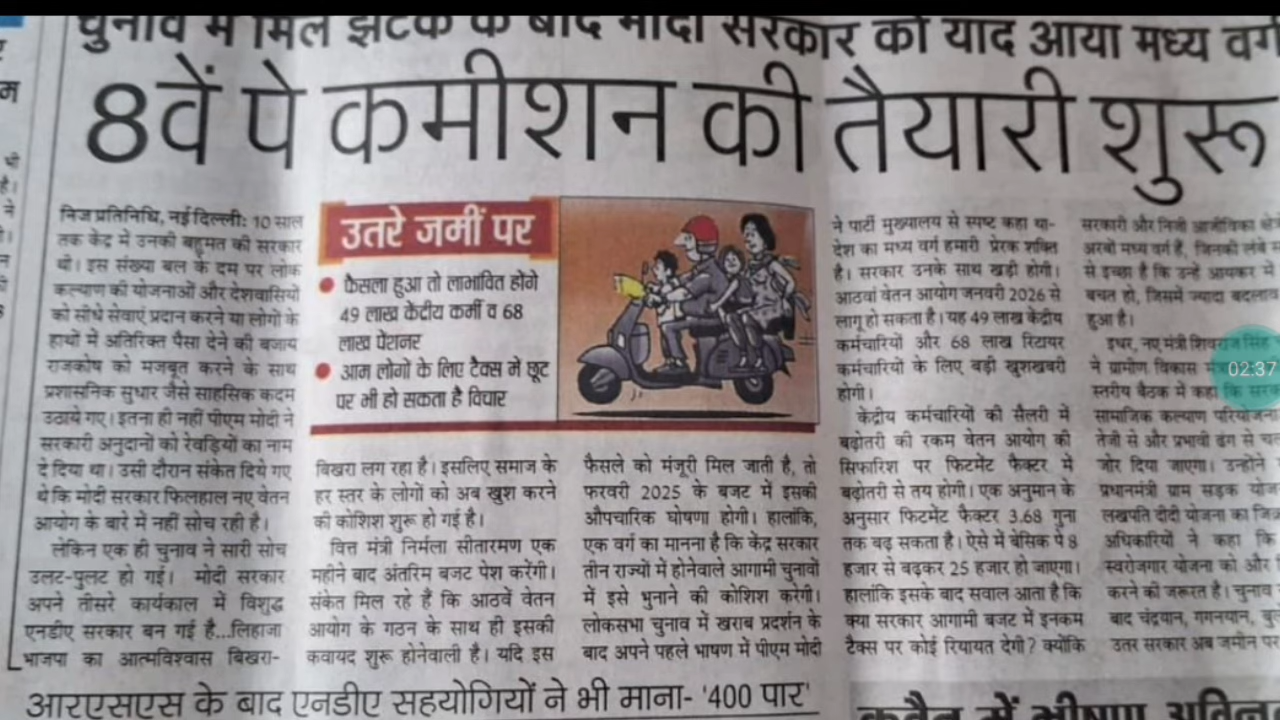 चुनाव में मिले झटके के बाद मोदी सरकार को याद आया मध्य वर्ग
8वें पे कमीशन की तैयारी शुरू
निज प्रतिनिधि, नई दिल्ली: 10 साल
तक केंद्र में उनकी बहुमत की सरकार
थी। इस संख्या बल के दम पर लोक
कल्याण की योजनाओं और देशवासियों
को सीधे सेवाएं प्रदान करने या लोगों के
हाथों में अतिरिक्त पैसा देने की बजाय
राजकोष को मजबूत करने के साथ
प्रशासनिक सुधार जैसे साहसिक कदम
उठाये गए। इतना ही नहीं पीएम मोदी ने
सरकारी अनुदानों को रेवड़ियों का नाम
दे दिया था। उसी दौरान संकेत दिये गए
थे कि मोदी सरकार फिलहाल नए वेतन
आयोग के बारे में नहीं सोच रही है।
लेकिन एक ही चुनाव ने सारी सोच
उलट-पुलट हो गई। मोदी सरकार
अपने तीसरे कार्यकाल में विशुद्ध
एनडीए सरकार बन गई है...लिहाजा
भाजपा का आत्मविश्वास बिखरा-
उतरे जमीं पर
फैसला हुआ तो लाभांवित होंगे
49 लाख केंद्रीय कर्मी व 68
लाख पेंशनर
आम लोगों के लिए टैक्स में छूट
पर भी हो सकता है विचार
बिखरा लग रहा है। इसलिए समाज के
हर स्तर के लोगों को अब खुश करने
की कोशिश शुरू हो गई है।
वित्त मंत्री निर्मला सीतारमण एक
महीने बाद अंतरिम बजट पेश करेंगी।
संकेत मिल रहे हैं कि आठवें वेतन
आयोग के गठन के साथ ही इसकी
कवायद शुरू होनेवाली है। यदि इस
फैसले को मंजूरी मिल जाती है, तो
फरवरी 2025 के बजट में इसकी
औपचारिक घोषणा होगी। हालांकि,
एक वर्ग का मानना है कि केंद्र सरकार
तीन राज्यों में होनेवाले आगामी चुनावों
में इसे भुनाने की कोशिश करेगी।
लोकसभा चुनाव में खराब प्रदर्शन के
बाद अपने पहले भाषण में पीएम मोदी
ने पार्टी मुख्यालय से स्पष्ट कहा था-
देश का मध्य वर्ग हमारी प्रेरक शक्ति
है। सरकार उनके साथ खड़ी होगी।
आठवां वेतन आयोग जनवरी 2026 से
लागू हो सकता है। यह 49 लाख केंद्रीय
कर्मचारियों और 68 लाख रिटायर
कर्मचारियों के लिए बड़ी खुशखबरी
होगी।
केंद्रीय कर्मचारियों की सैलरी में
बढ़ोतरी की रकम वेतन आयोग की
सिफारिश पर फिटमेंट फैक्टर में
बढ़ोतरी से तय होगी। एक अनुमान के
अनुसार फिटमेंट फैक्टर 3.68 गुना
तक बढ़ सकता है। ऐसे में बेसिक पे 8
हजार से बढ़कर 25 हजार हो जाएगा।
हालांकि इसके बाद सवाल आता है कि
क्या सरकार आगामी बजट में इनकम
टैक्स पर कोई रियायत देगी? क्योंकि
सरकारी और निजी आजीविका
अरबों मध्य वर्ग हैं, जिनकी लंबे
से इच्छा है कि उन्हें आयकर में
बचत हो, जिसमें ज्यादा बदलाव
हुआ है।
इधर, नए मंत्री शिवराज सिंह
ने ग्रामीण विकास
स्तरीय बैठक में कहा कि
सामाजिक कल्याण
तेजी से और प्रभावी ढंग से
जोर दिया जाएगा। उन्होंने
प्रधानमंत्री ग्राम सड़क
लखपति दीदी योजना का
अधिकारियों ने कहा कि
स्वरोजगार योजना को और
करने की जरूरत है। चुनाव
बाद चंद्रयान, गगनयान,
उतर सरकार अब जमीन पर
02:37
आरएसएस के बाद एनडीए सहयोगियों ने भी माना- '400 पार'